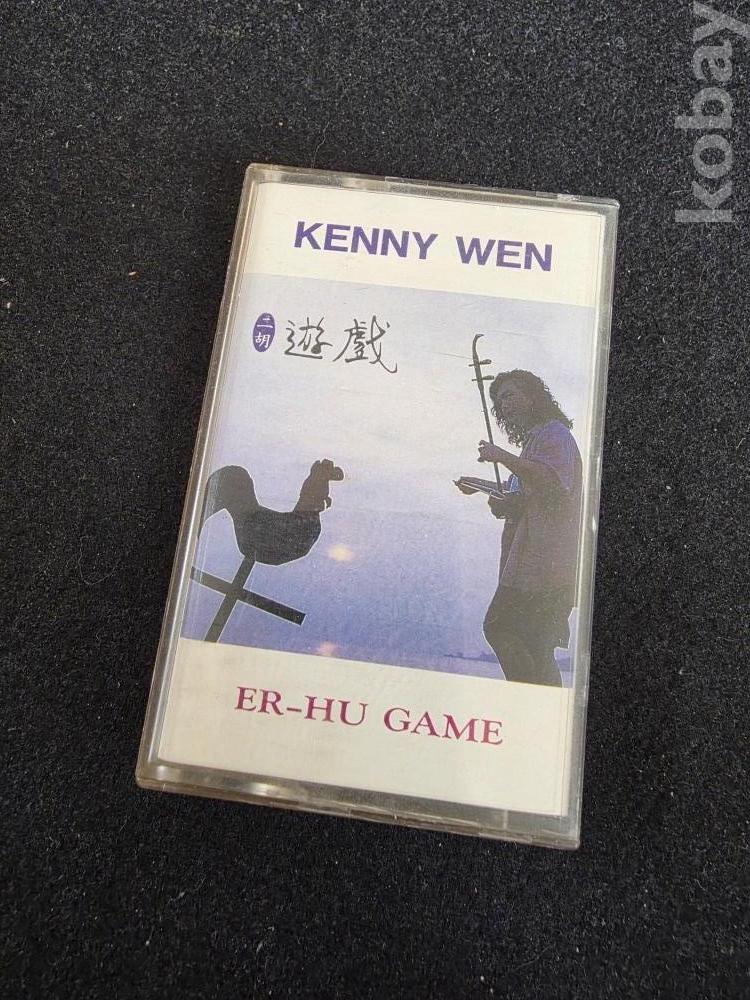 kobay
KENNY WEN
二胡 遊戲
ER-HU GAME